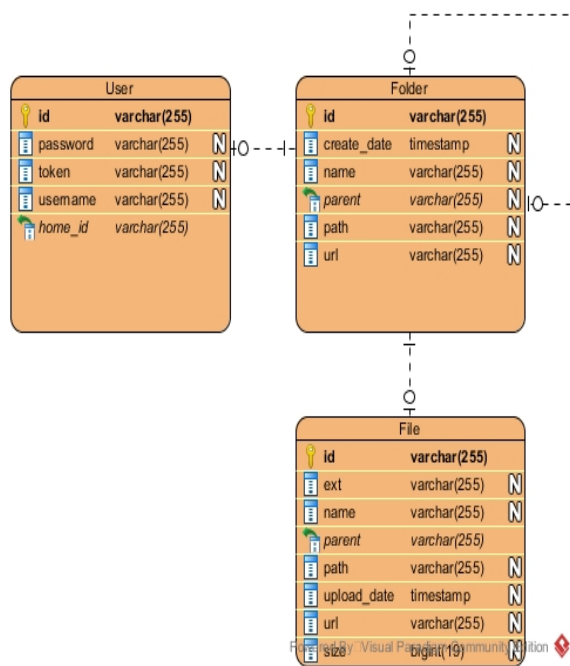 User
id varchar(255)
password varchar(255) N
token varchar(255) N
username varchar(255) N
home_id varchar(255)
Folder
id varchar(255)
create_date timestamp N
name varchar(255) N
parent varchar(255) N
path varchar(255) N
url varchar(255) N
File
id varchar(255)
ext varchar(255) N
name varchar(255) N
parent varchar(255)
path varchar(255) N
upload_date timestamp N
url varchar(255) N
size bigint(19) N
Powered By Visual Paradigm Community Edition